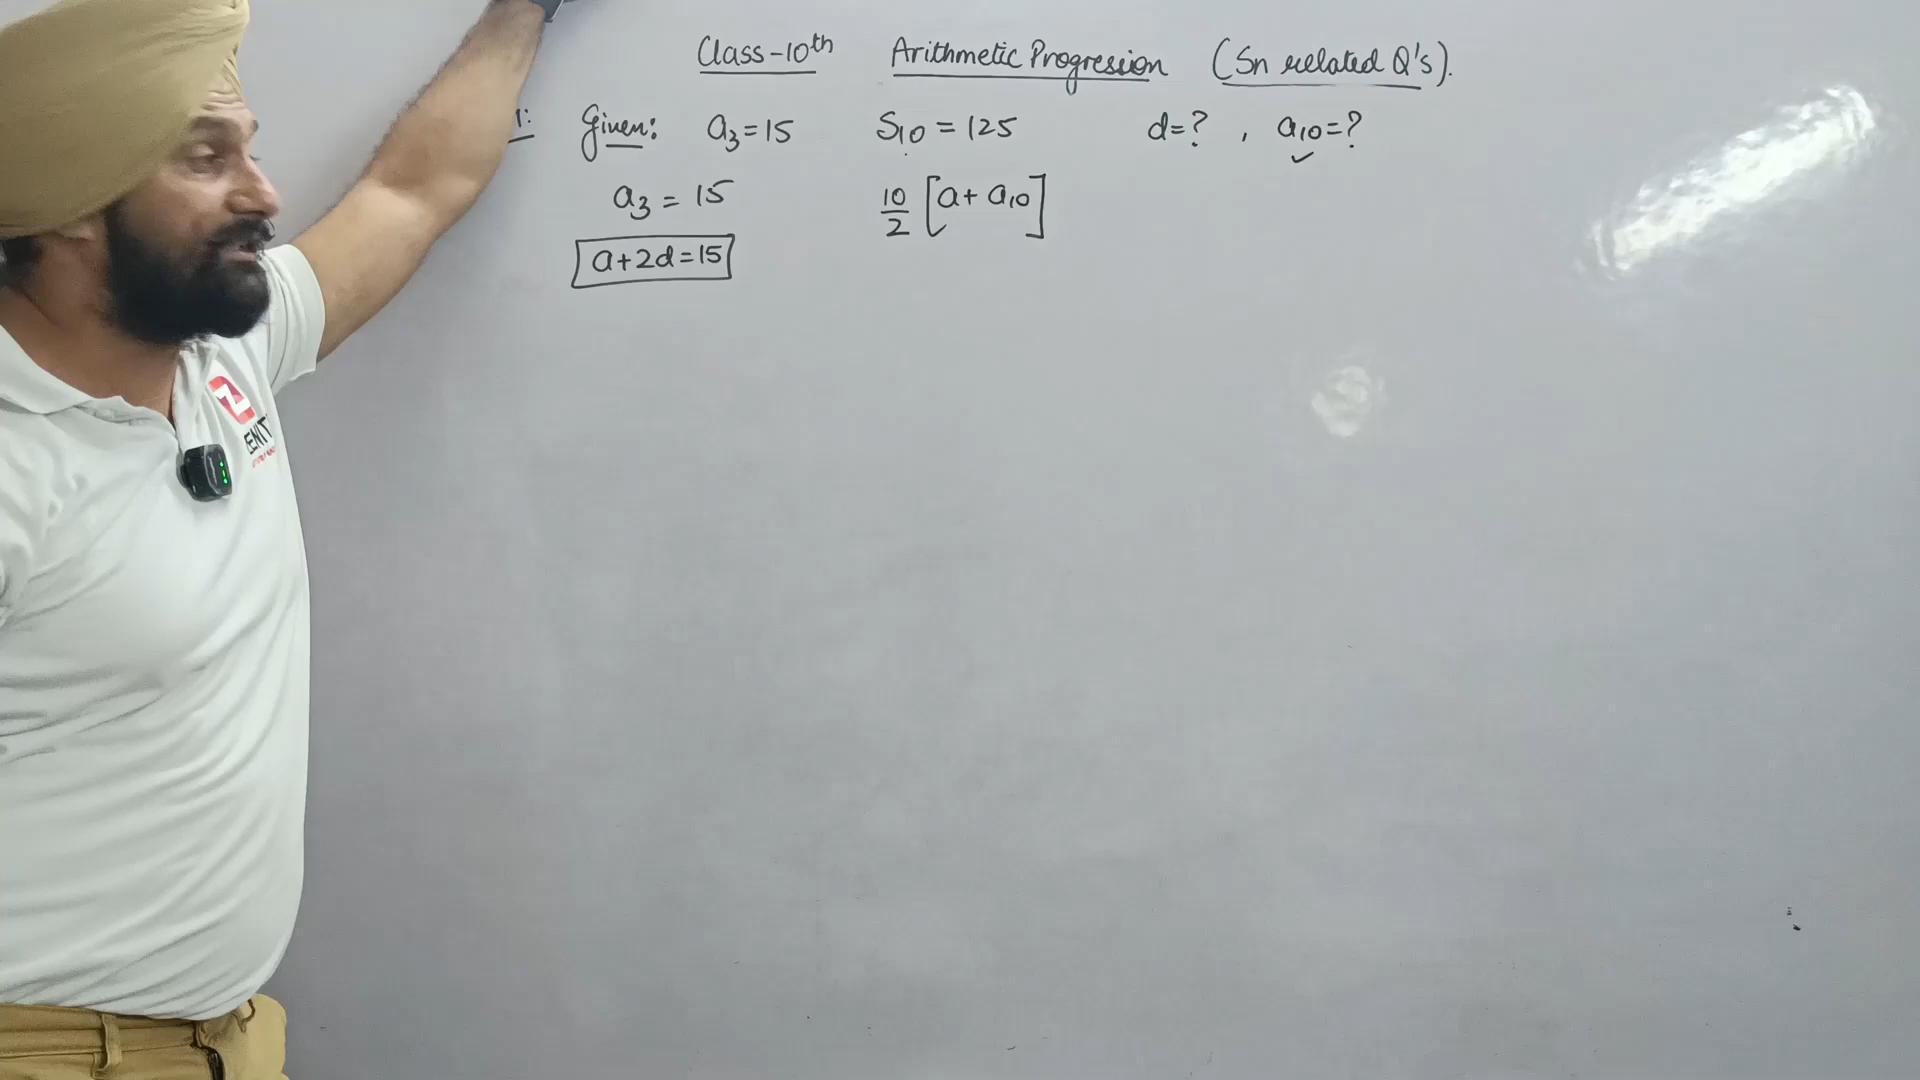 Class-10th Arithmetic Progression (Sn related Q's).
1: Given: a₃=15 S₁₀ = 125 d=? , a₁₀=?
a₃ = 15
10/2 [a + a₁₀]
a+2d=15